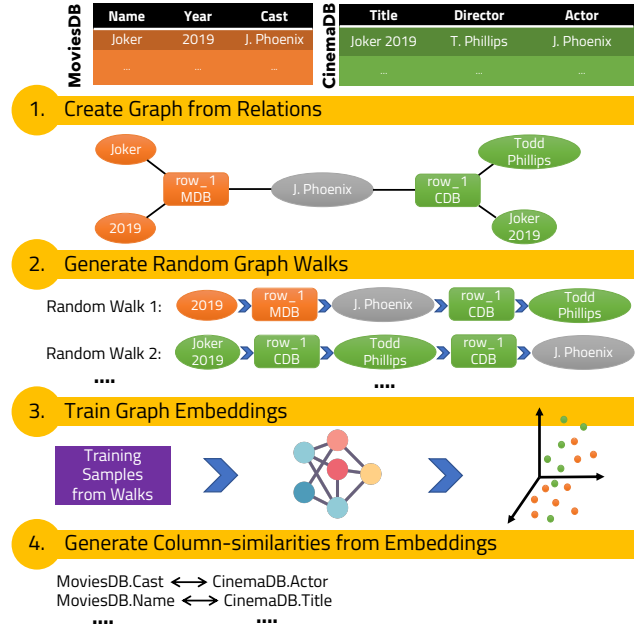 MoviesDB
Name Year Cast
Joker 2019 J. Phoenix
... ... ...
CinemaDB
Title Director Actor
Joker 2019 T. Phillips J. Phoenix
... ... ...
1. Create Graph from Relations
Joker
2019
row_1
MDB
J. Phoenix
row_1
CDB
Todd
Phillips
Joker
2019
2. Generate Random Graph Walks
Random Walk 1:
2019
row_1
MDB
J. Phoenix
row_1
CDB
Todd
Phillips
Random Walk 2:
Joker
2019
row_1
CDB
Todd
Phillips
row_1
CDB
J. Phoenix
.... ....
3. Train Graph Embeddings
Training
Samples
from Walks
4. Generate Column-similarities from Embeddings
MoviesDB.Cast ⟷ CinemaDB.Actor
MoviesDB.Name ⟷ CinemaDB.Title
.... ....